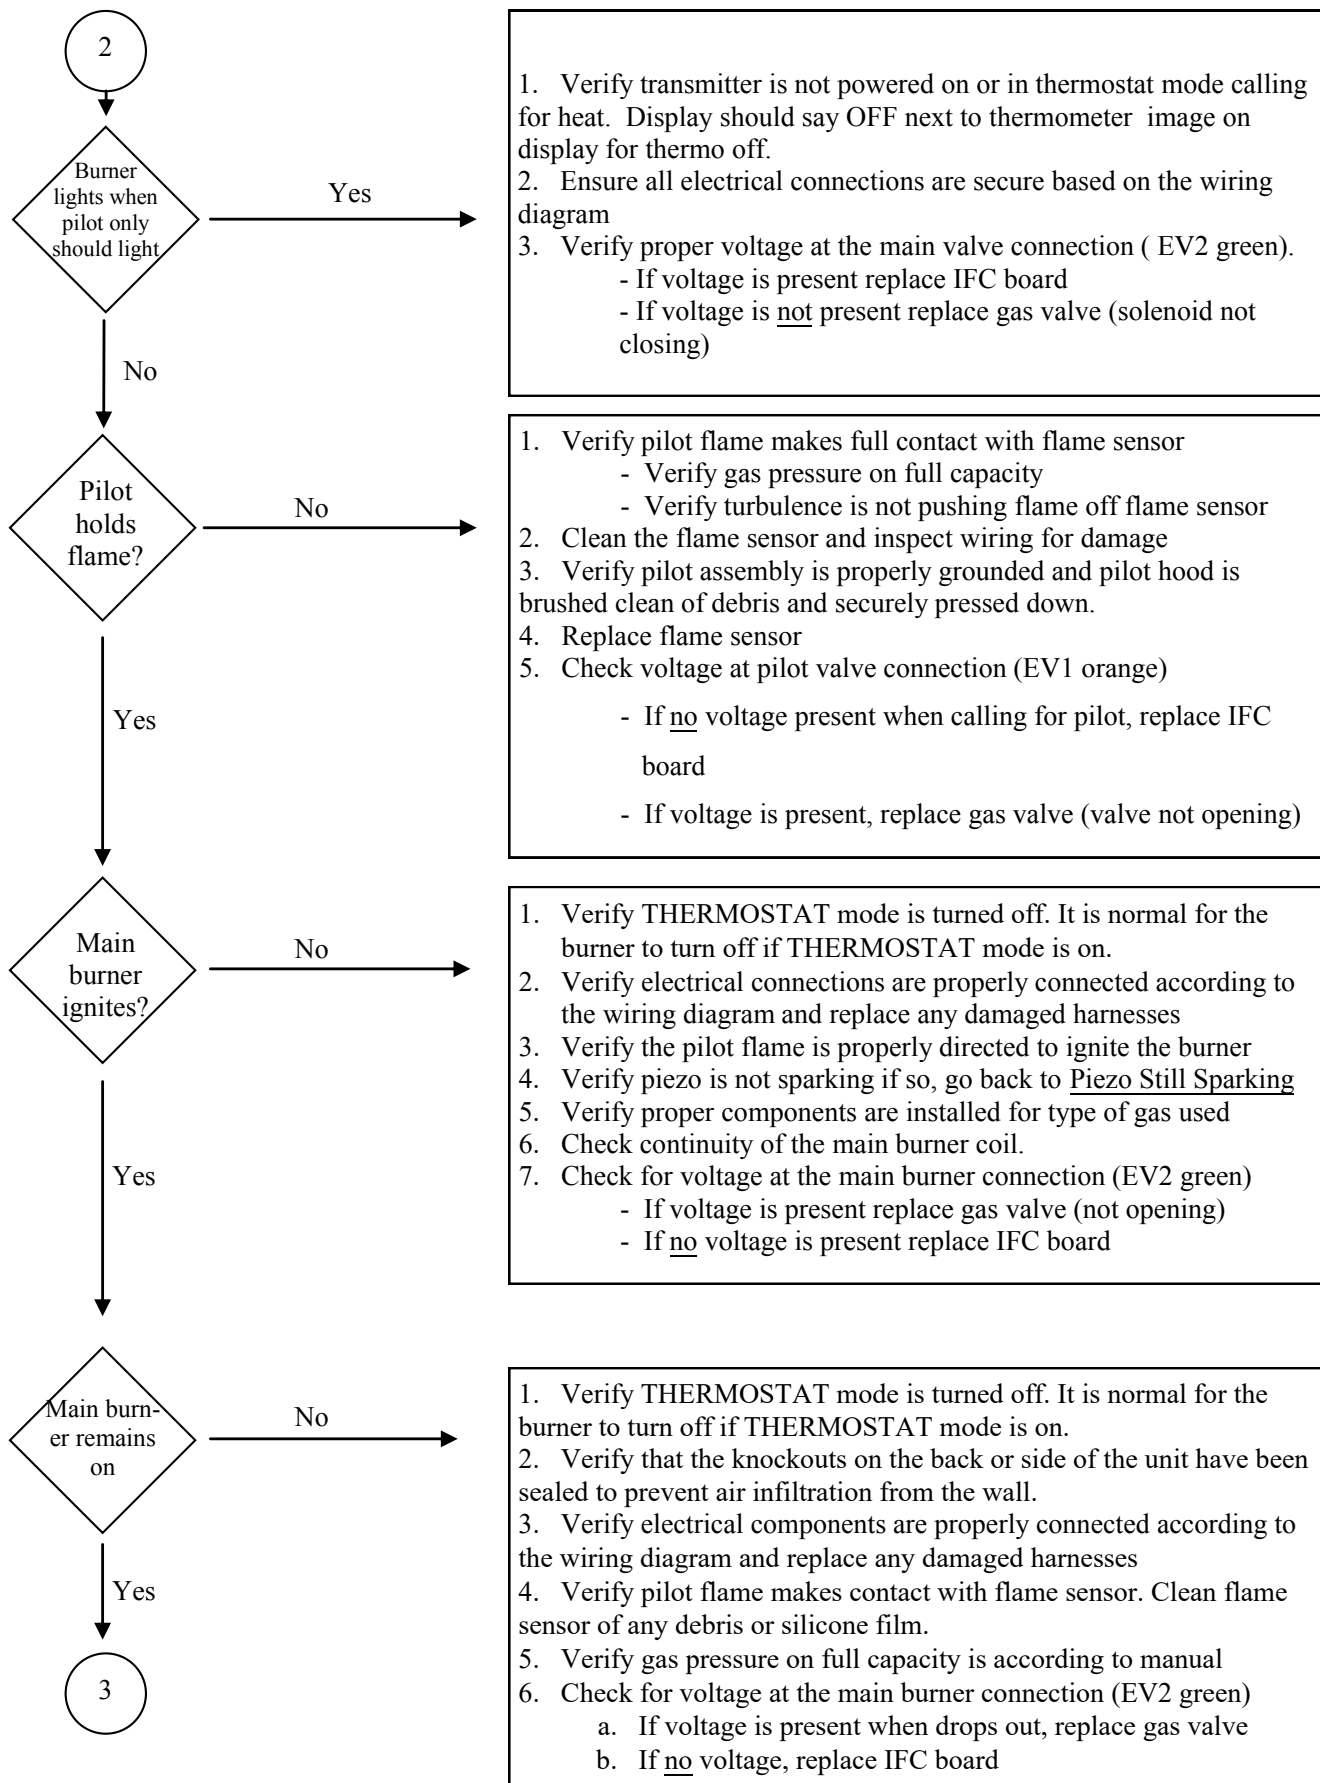 2
Burner
lights when
pilot only
should light
Yes
1. Verify transmitter is not powered on or in thermostat mode calling
for heat. Display should say OFF next to thermometer image on
display for thermo off.
2. Ensure all electrical connections are secure based on the wiring
diagram
3. Verify proper voltage at the main valve connection ( EV2 green).
- If voltage is present replace IFC board
- If voltage is not present replace gas valve (solenoid not
closing)
No
Pilot
holds
flame?
No
1. Verify pilot flame makes full contact with flame sensor
- Verify gas pressure on full capacity
- Verify turbulence is not pushing flame off flame sensor
2. Clean the flame sensor and inspect wiring for damage
3. Verify pilot assembly is properly grounded and pilot hood is
brushed clean of debris and securely pressed down.
4. Replace flame sensor
5. Check voltage at pilot valve connection (EV1 orange)
- If no voltage present when calling for pilot, replace IFC
board
- If voltage is present, replace gas valve (valve not opening)
Yes
Main
burner
ignites?
No
1. Verify THERMOSTAT mode is turned off. It is normal for the
burner to turn off if THERMOSTAT mode is on.
2. Verify electrical connections are properly connected according to
the wiring diagram and replace any damaged harnesses
3. Verify the pilot flame is properly directed to ignite the burner
4. Verify piezo is not sparking if so, go back to Piezo Still Sparking
5. Verify proper components are installed for type of gas used
6. Check continuity of the main burner coil.
7. Check for voltage at the main burner connection (EV2 green)
- If voltage is present replace gas valve (not opening)
- If no voltage is present replace IFC board
Yes
Main burn-
er remains
on
No
1. Verify THERMOSTAT mode is turned off. It is normal for the
burner to turn off if THERMOSTAT mode is on.
2. Verify that the knockouts on the back or side of the unit have been
sealed to prevent air infiltration from the wall.
3. Verify electrical components are properly connected according to
the wiring diagram and replace any damaged harnesses
4. Verify pilot flame makes contact with flame sensor. Clean flame
sensor of any debris or silicone film.
5. Verify gas pressure on full capacity is according to manual
6. Check for voltage at the main burner connection (EV2 green)
a. If voltage is present when drops out, replace gas valve
b. If no voltage, replace IFC board
Yes
3